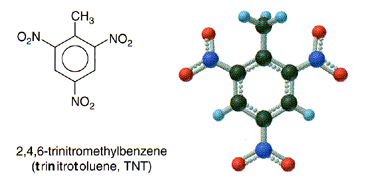 CH3
O2N
NO2
NO2
2,4,6-trinitromethylbenzene
(trinitrotoluene, TNT)